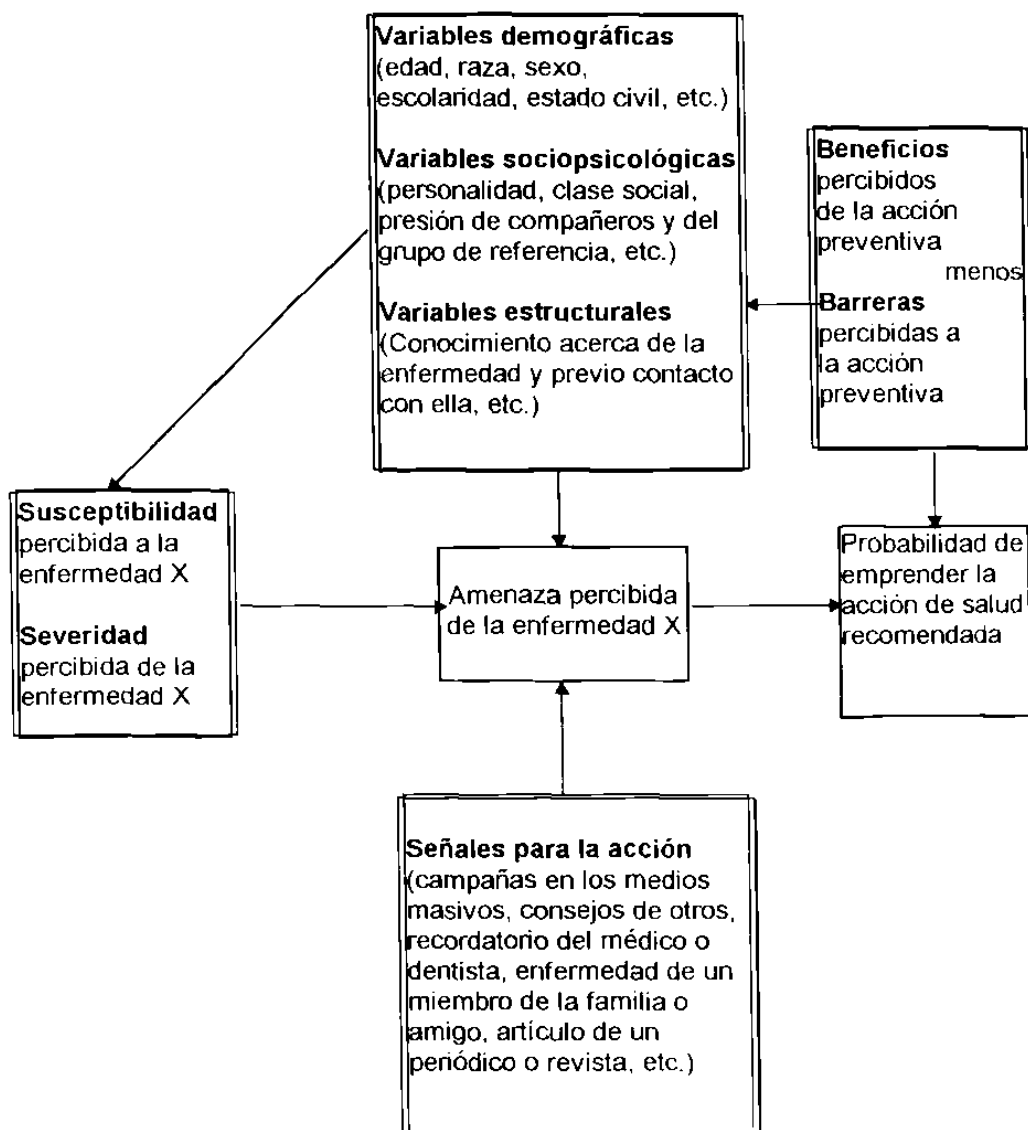 Variables demográficas
(edad, raza, sexo,
escolaridad, estado civil, etc.)
Variables sociopsicológicas
(personalidad, clase social,
presión de compañeros y del
grupo de referencia, etc.)
Variables estructurales
(Conocimiento acerca de la
enfermedad y previo contacto
con ella, etc.)
Beneficios
percibidos
de la acción
preventiva
menos
Barreras
percibidas a
la acción
preventiva
Susceptibilidad
percibida a la
enfermedad X
Severidad
percibida de la
enfermedad X
Amenaza percibida
de la enfermedad X
Probabilidad de
emprender la
acción de salud
recomendada
Señales para la acción
(campañas en los medios
masivos, consejos de otros,
recordatorio del médico o
dentista, enfermedad de un
miembro de la familia o
amigo, artículo de un
periódico o revista, etc.)